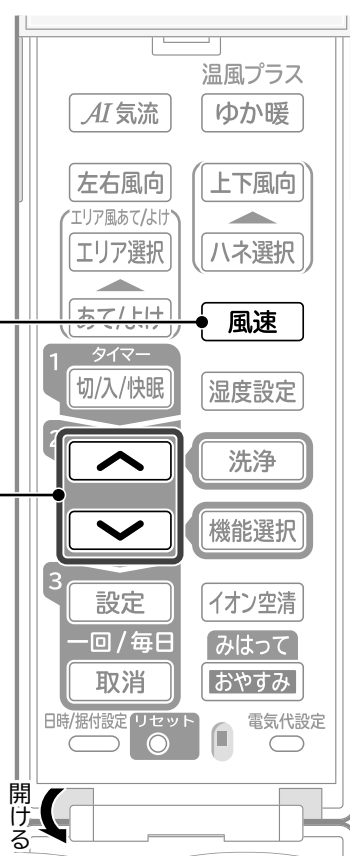 温風プラス
AI 気流
ゆか暖
左右風向
上下風向
エリア風あて/よけ
エリア選択
ハネ選択
あて/よけ
風速
1 タイマー
切/入/快眠
湿度設定
2
洗浄
機能選択
3
設定
イオン空清
一回/毎日
みはって
取消
おやすみ
日時/据付設定
リセット
電気代設定
開ける